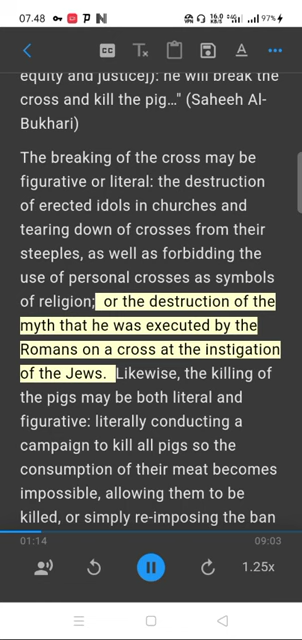 07.48
16.0 KB/S
97%
CC
equity and justice]): he will break the
cross and kill the pig…" (Saheeh Al-
Bukhari)
The breaking of the cross may be
figurative or literal: the destruction
of erected idols in churches and
tearing down of crosses from their
steeples, as well as forbidding the
use of personal crosses as symbols
of religion; or the destruction of the
myth that he was executed by the
Romans on a cross at the instigation
of the Jews. Likewise, the killing of
the pigs may be both literal and
figurative: literally conducting a
campaign to kill all pigs so the
consumption of their meat becomes
impossible, allowing them to be
killed, or simply re-imposing the ban
01:14
09:03
1.25x